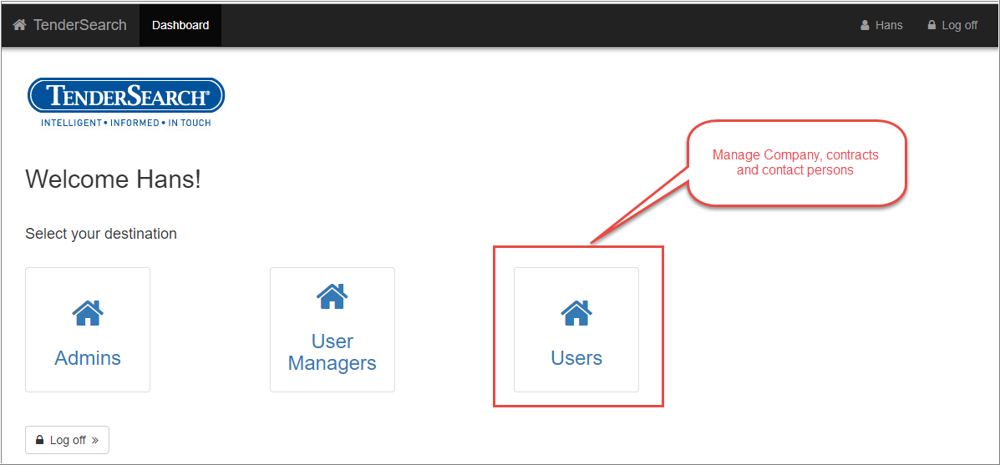 TenderSearch Dashboard Hans Log off
TENDERSEARCH®
INTELLIGENT • INFORMED • IN TOUCH
Manage Company, contracts
and contact persons
Welcome Hans!
Select your destination
Admins
User
Managers
Users
Log off »